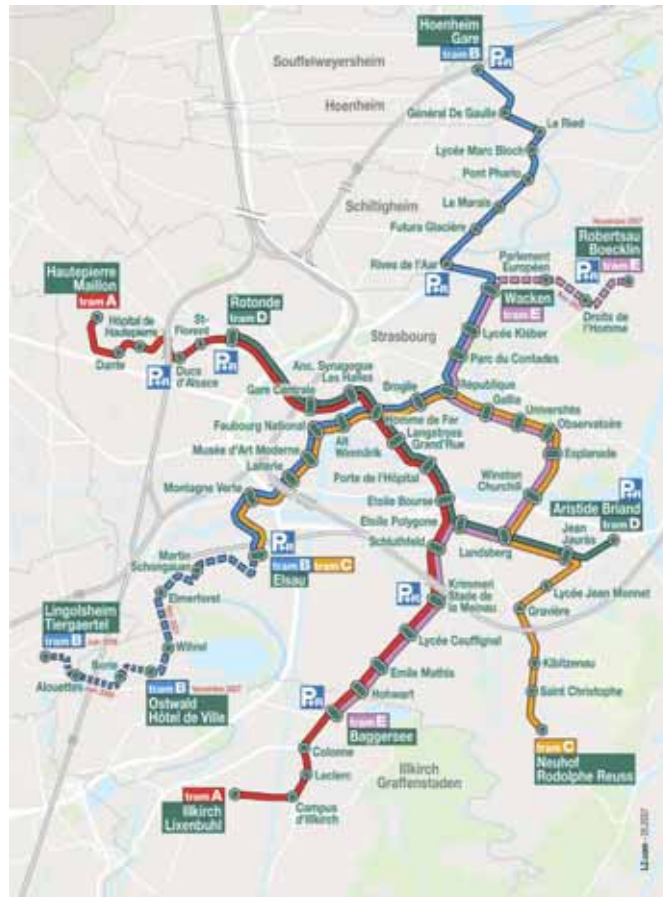 Hoenheim
Gare
tram B
P+R
Souffelweyersheim
Hoenheim
Général De Gaulle
Le Ried
Lycée Marc Bloch
Pont Phario
Schiltigheim
Le Marais
Futura Glacière
Novembre 2007
Robertsau
Boecklin
tram E
P+R
Rives de l'Aar
P+R
Parlement
Européen
Wacken
tram E
Droits de
l'Homme
Hautepierre
Maillon
tram A
Hôpital de
Hautepierre
Dante
P+R
Ducs
d'Alsace
St-
Florent
P+R
Rotonde
tram D
Strasbourg
Lycée Kléber
Parc du Contades
Anc. Synagogue
Les Halles
Gare Centrale
Broglie
République
Gallia
Universités
Observatoire
Faubourg National
Homme de Fer
Alt
Winmärik
Langstross
Grand'Rue
Esplanade
Musée d'Art Moderne
Laiterie
Porte de l'Hôpital
Winston
Churchill
Montagne Verte
Etoile Bourse
Etoile Polygone
P+R
Aristide Briand
tram D
Jean
Jaurès
Schluthfeld
Landsberg
P+R
tram B
tram C
Elsau
Martin
Schongauer
Elmerforst
P+R
Krimmeri
Stade de
la Meinau
Lycée Jean Monnet
Gravière
Lingolsheim
Tiergaertel
tram B
Wihrel
Lycée Couffignal
Kibitzenau
Alouettes
Emile Mathis
Saint Christophe
tram B
Novembre 2007
Ostwald
Hôtel de Ville
Hohwart
P+R
tram E
Baggersee
tram C
Neuhof
Rodolphe Reuss
Colonne
Leclerc
Illkirch
Graffenstaden
tram A
Illkirch
Lixenbuhl
Campus
d'Illkirch